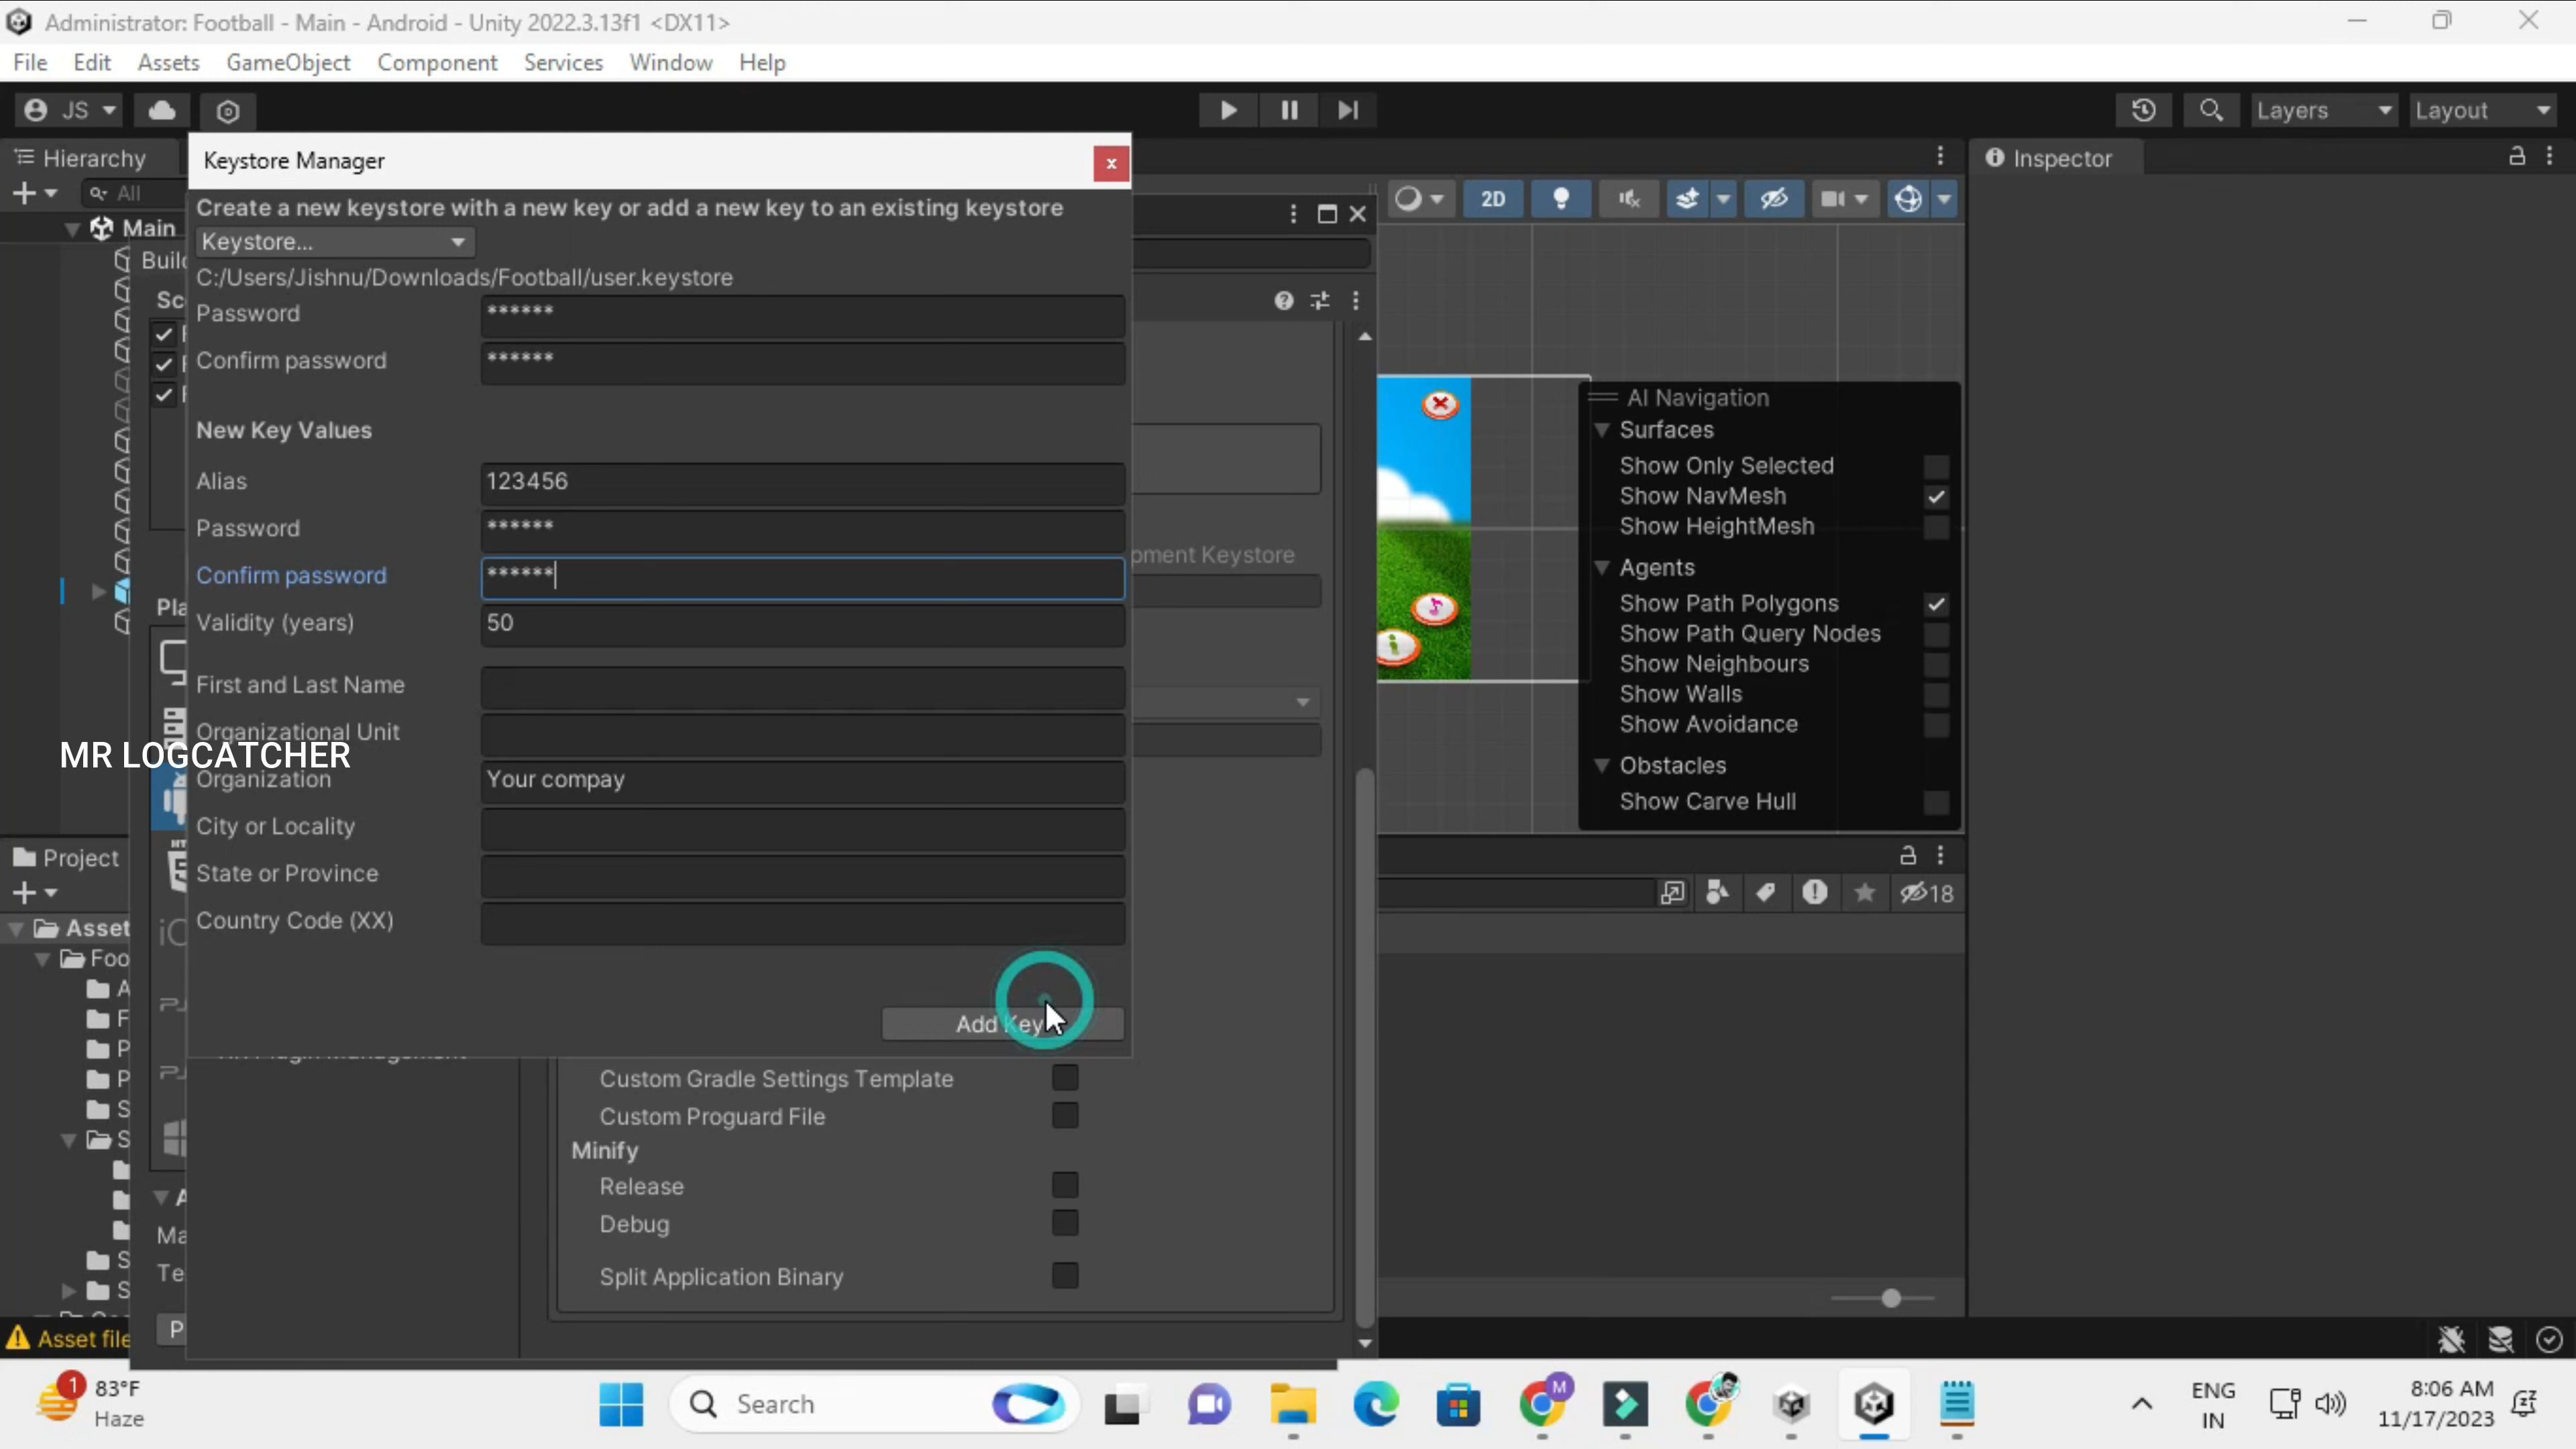 Administrator: Football - Main - Android - Unity 2022.3.13f1 <DX11>
File Edit Assets GameObject Component Services Window Help
JS Layers Layout
Hierarchy
All
Main
Keystore Manager
Create a new keystore with a new key or add a new key to an existing keystore
Keystore...
C:/Users/Jishnu/Downloads/Football/user.keystore
Password ******
Confirm password ******
New Key Values
Alias 123456
Password ******
Confirm password ******
Validity (years) 50
First and Last Name
Organizational Unit
MR LOGCATCHER
Organization Your compay
City or Locality
State or Province
Country Code (XX)
Add Key
Custom Gradle Settings Template
Custom Proguard File
Minify
Release
Debug
Split Application Binary
2D
Inspector
AI Navigation
Surfaces
Show Only Selected
Show NavMesh
Show HeightMesh
Agents
Show Path Polygons
Show Path Query Nodes
Show Neighbours
Show Walls
Show Avoidance
Obstacles
Show Carve Hull
Keystore
Project
18
Asset file
1
83°F
Haze
Search
M
ENG
IN
8:06 AM
11/17/2023